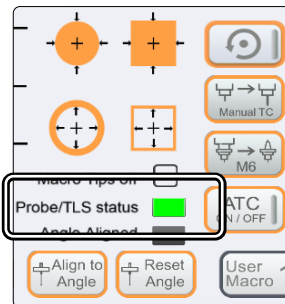 Manual TC
M6
Macro Tips off
Probe/TLS status
ATC
ON / OFF
Angle Aligned
Align to
Angle
Reset
Angle
User
Macro